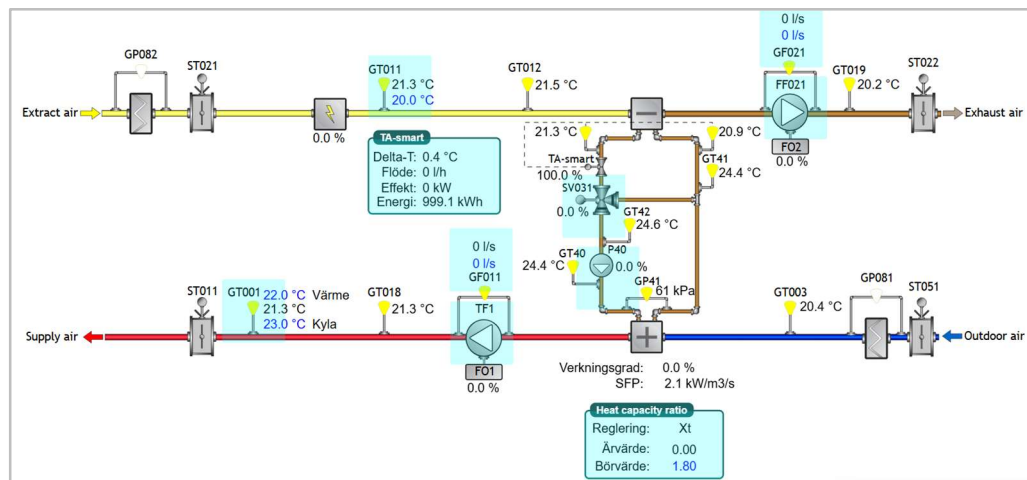 0 l/s
0 l/s
GP082
ST021
GT011
21.3 °C
20.0 °C
GT012
21.5 °C
GF021
FF021
GT019
20.2 °C
ST022
Extract air
Exhaust air
0.0 %
FO2
0.0 %
TA-smart
Delta-T: 0.4 °C
Flöde: 0 l/h
Effekt: 0 kW
Energi: 999.1 kWh
21.3 °C
20.9 °C
TA-smart
100.0 %
GT41
24.4 °C
SV031
0.0 %
GT42
24.6 °C
P40
0.0 %
GT40
24.4 °C
GP41
61 kPa
0 l/s
0 l/s
GF011
TF1
ST011
GT001
22.0 °C Värme
21.3 °C
23.0 °C Kyla
GT018
21.3 °C
GT003
20.4 °C
GP081
ST051
Supply air
Outdoor air
FO1
0.0 %
Verkningsgrad: 0.0 %
SFP: 2.1 kW/m3/s
Heat capacity ratio
Reglering: Xt
Ärvärde: 0.00
Börvärde: 1.80